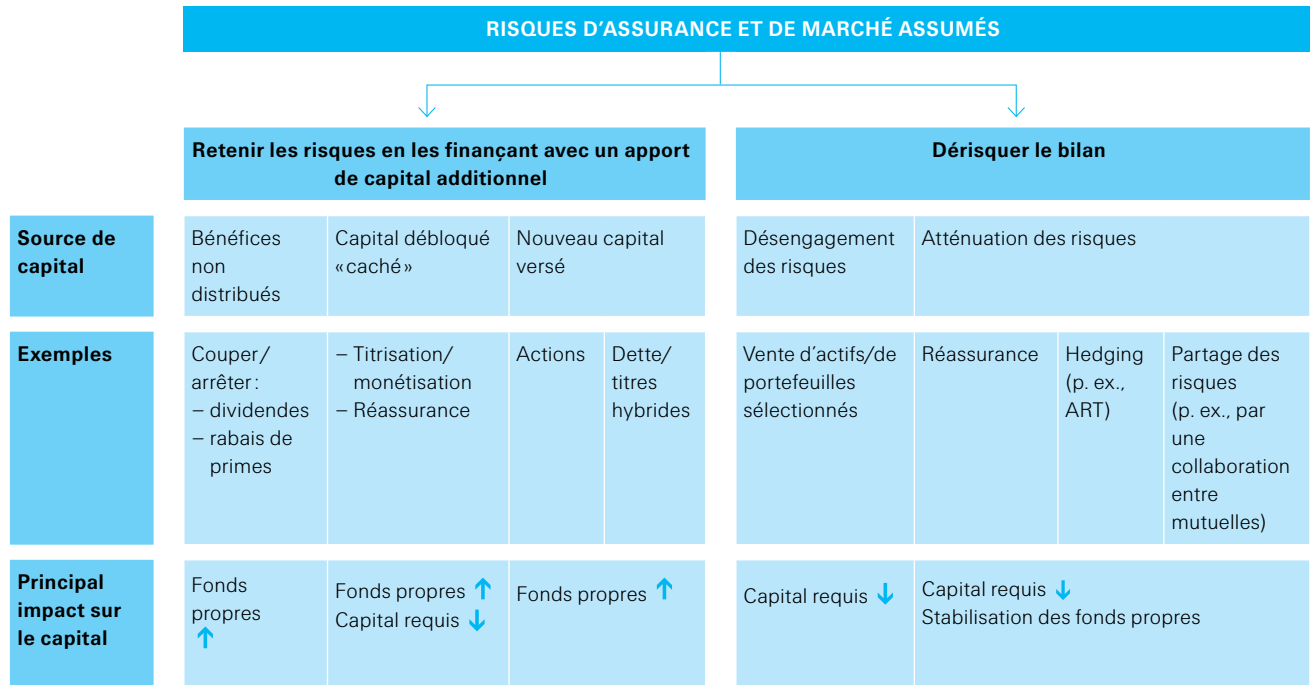 RISQUES D’ASSURANCE ET DE MARCHÉ ASSUMÉS
Retenir les risques en les finançant avec un apport
de capital additionnel
Dérisquer le bilan
Source de
capital
Bénéfices
non
distribués
Capital débloqué
«caché»
Nouveau capital
versé
Désengagement
des risques
Atténuation des risques
Exemples
Couper/
arrêter:
– dividendes
– rabais de
primes
– Titrisation/
monétisation
– Réassurance
Actions
Dette/
titres
hybrides
Vente d’actifs/de
portefeuilles
sélectionnés
Réassurance
Hedging
(p. ex.,
ART)
Partage des
risques
(p. ex., par
une
collaboration
entre
mutuelles)
Principal
impact sur
le capital
Fonds
propres
↑
Fonds propres ↑
Capital requis ↓
Fonds propres ↑
Capital requis ↓
Capital requis ↓
Stabilisation des fonds propres